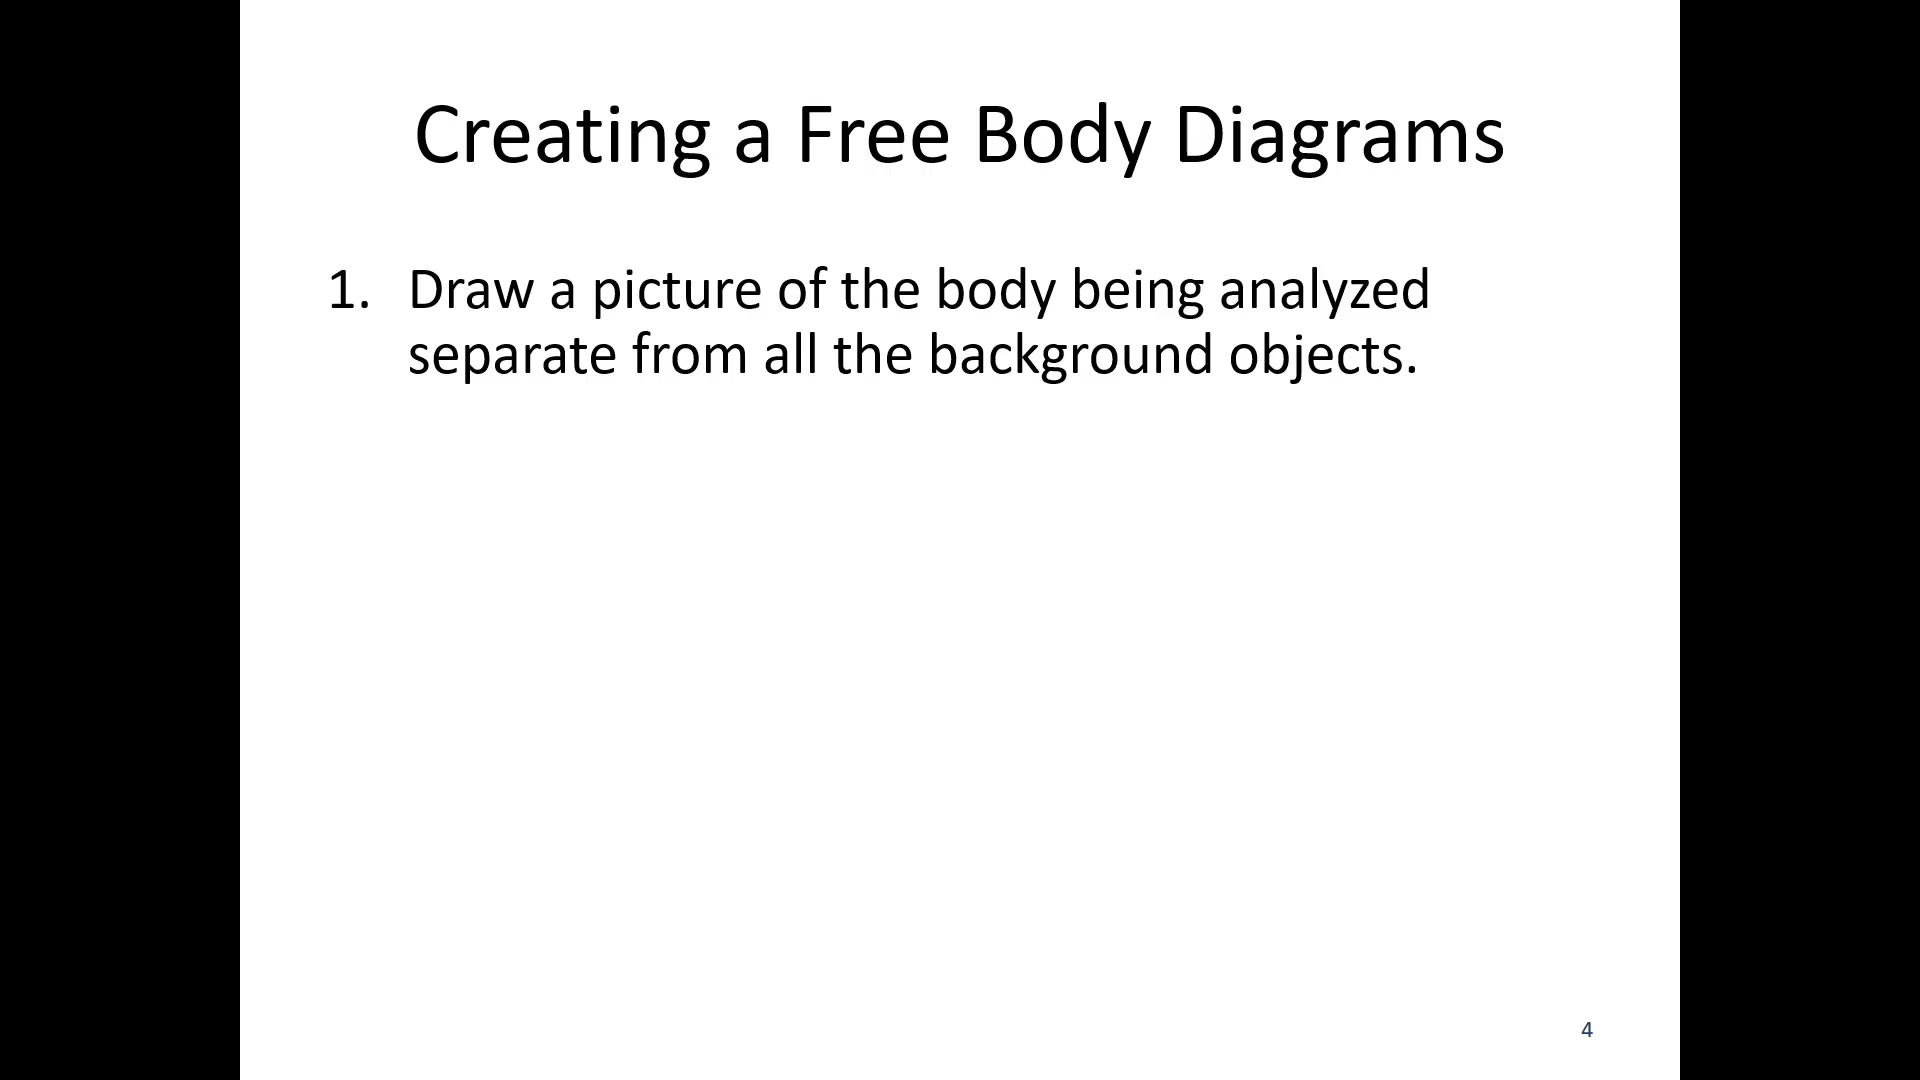 Creating a Free Body Diagrams
1. Draw a picture of the body being analyzed
separate from all the background objects.
4